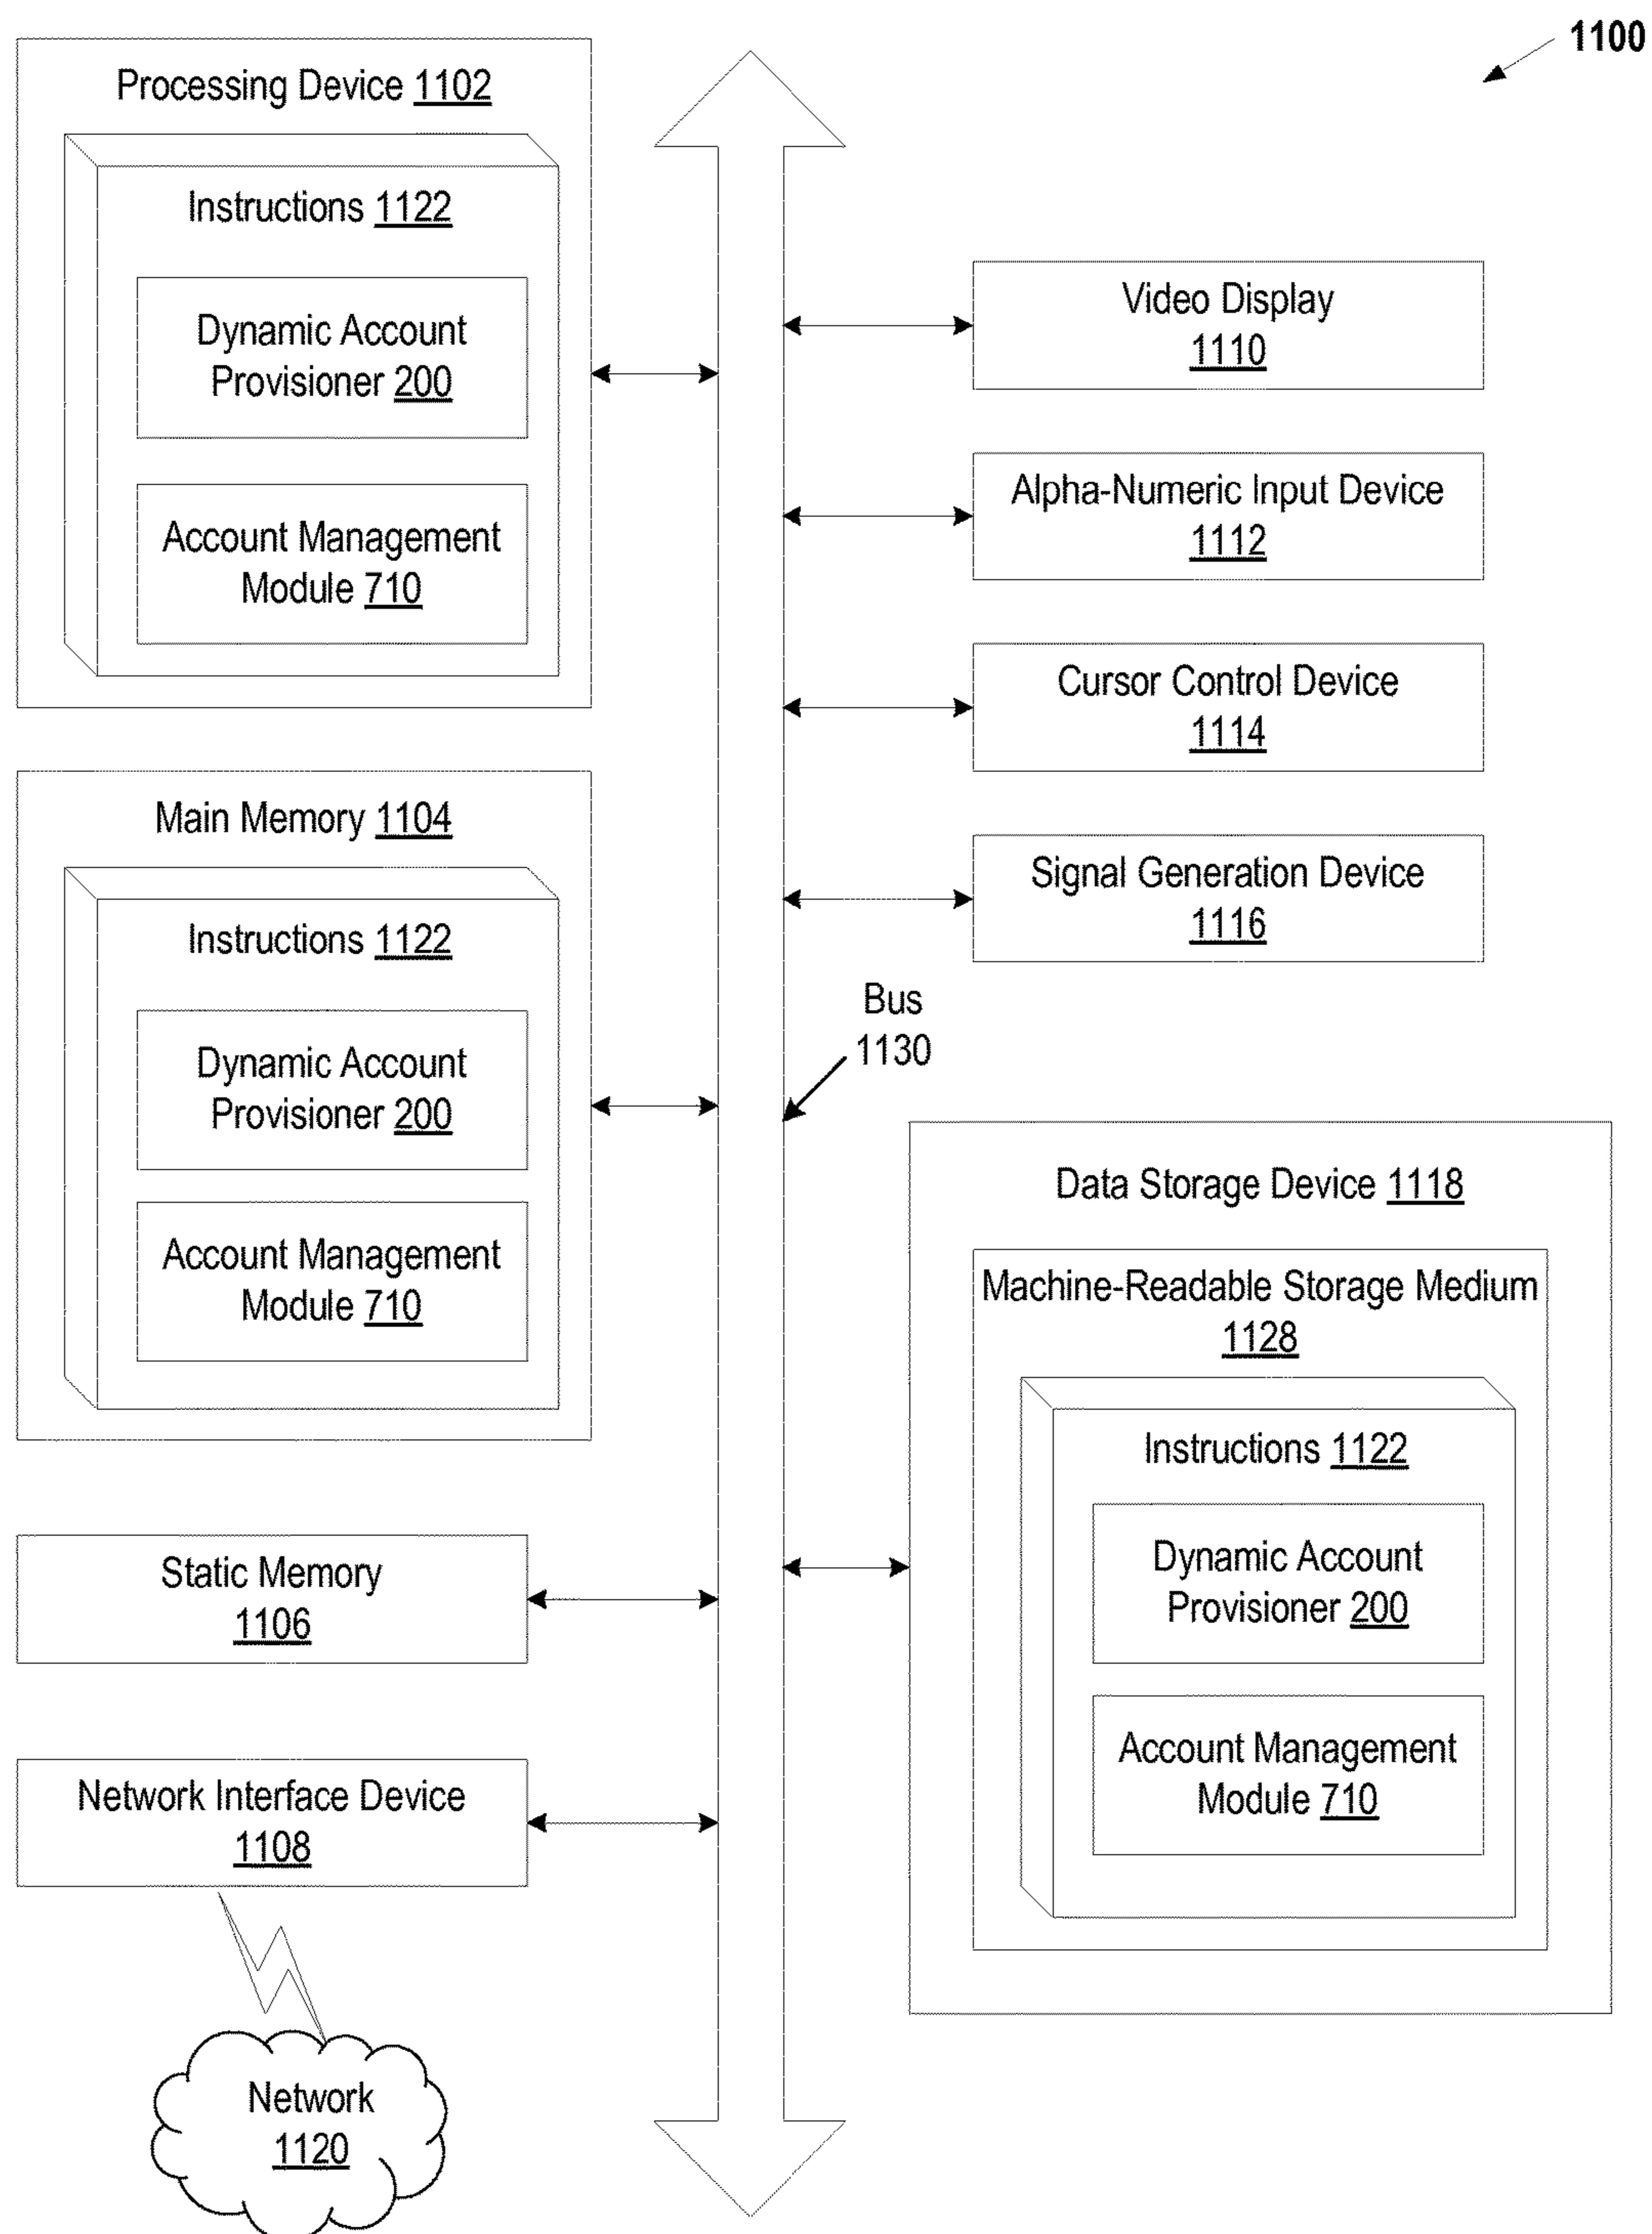 1100
Processing Device 1102
Instructions 1122
Dynamic Account
Provisioner 200
Account Management
Module 710
Main Memory 1104
Instructions 1122
Dynamic Account
Provisioner 200
Account Management
Module 710
Static Memory
1106
Network Interface Device
1108
Network
1120
Video Display
1110
Alpha-Numeric Input Device
1112
Cursor Control Device
1114
Signal Generation Device
1116
Bus
1130
Data Storage Device 1118
Machine-Readable Storage Medium
1128
Instructions 1122
Dynamic Account
Provisioner 200
Account Management
Module 710